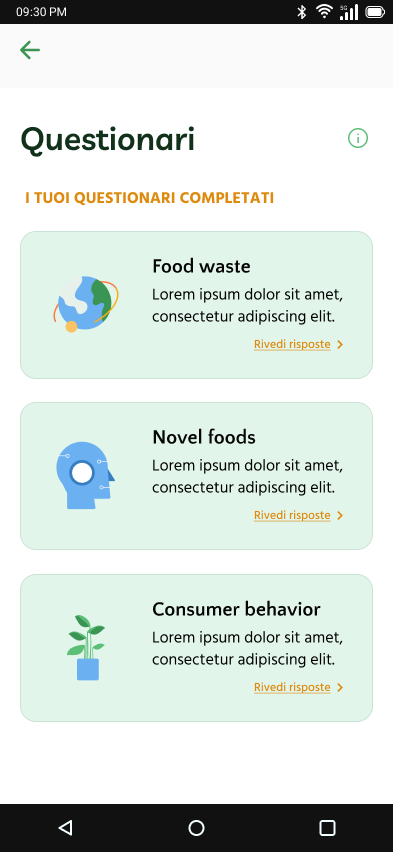 09:30 PM
5G
Questionari
I TUOI QUESTIONARI COMPLETATI
Food waste
Lorem ipsum dolor sit amet,
consectetur adipiscing elit.
Rivedi risposte
Novel foods
Lorem ipsum dolor sit amet,
consectetur adipiscing elit.
Rivedi risposte
Consumer behavior
Lorem ipsum dolor sit amet,
consectetur adipiscing elit.
Rivedi risposte